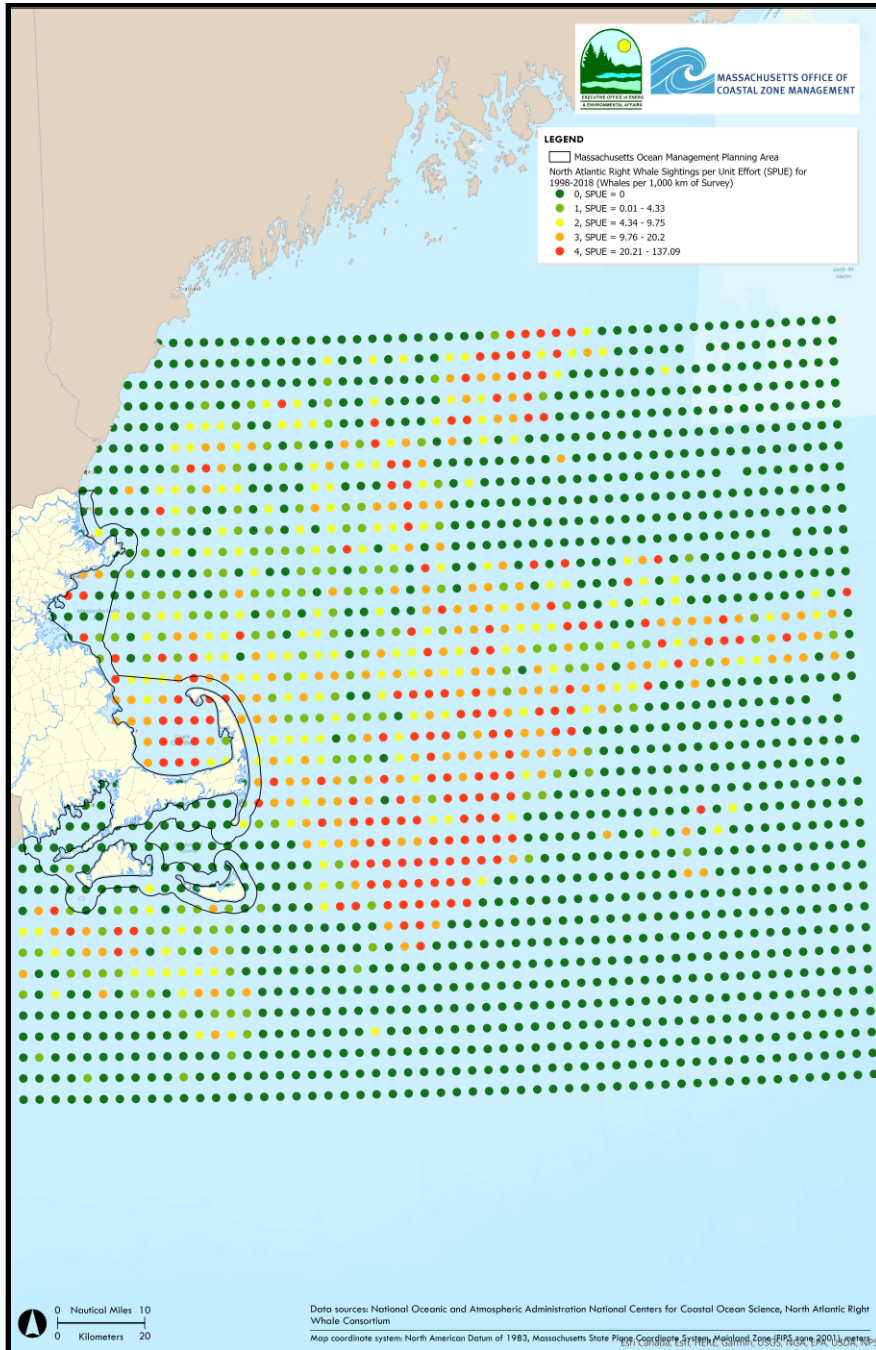 EXECUTIVE OFFICE of ENERGY
& ENVIRONMENTAL AFFAIRS
MASSACHUSETTS OFFICE OF
COASTAL ZONE MANAGEMENT
LEGEND
Massachusetts Ocean Management Planning Area
North Atlantic Right Whale Sightings per Unit Effort (SPUE) for
1998-2018 (Whales per 1,000 km of Survey)
0, SPUE = 0
1, SPUE = 0.01 - 4.33
2, SPUE = 4.34 - 9.75
3, SPUE = 9.76 - 20.2
4, SPUE = 20.21 - 137.09
Gulf de
Maine
Portland
Massachusetts
Cape
0 Nautical Miles 10
0 Kilometers 20
Data sources: National Oceanic and Atmospheric Administration National Centers for Coastal Ocean Science, North Atlantic Right
Whale Consortium
Map coordinate system: North American Datum of 1983, Massachusetts State Plane Coordinate System, Mainland Zone (FIPS zone 2001), meters
Esri Canada, Esri, HERE, Garmin, USGS, NGA, EPA, USDA, NPS